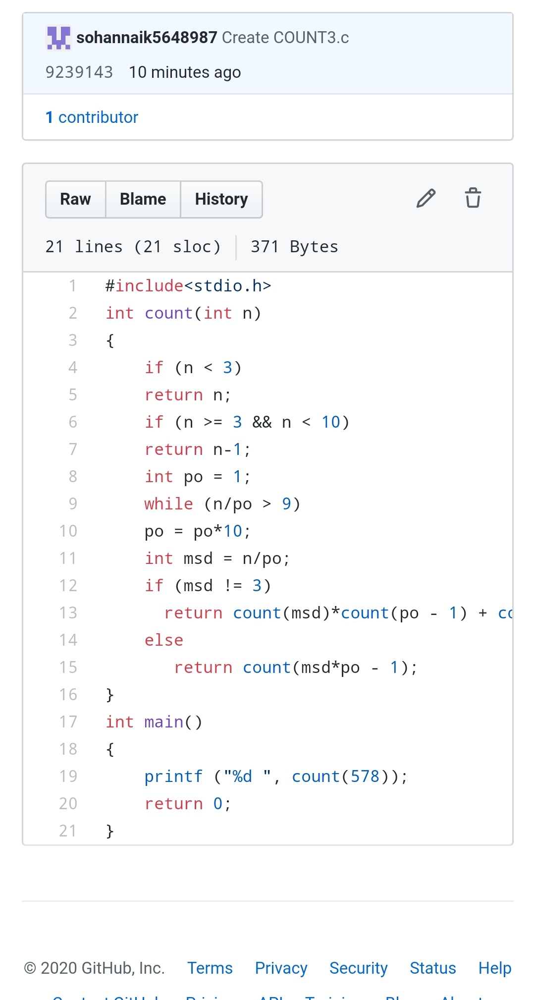 sohannaik5648987 Create COUNT3.c
9239143 10 minutes ago
1 contributor
Raw Blame History
21 lines (21 sloc) 371 Bytes
1 #include<stdio.h>
2 int count(int n)
3 {
4 if (n < 3)
5 return n;
6 if (n >= 3 && n < 10)
7 return n-1;
8 int po = 1;
9 while (n/po > 9)
10 po = po*10;
11 int msd = n/po;
12 if (msd != 3)
13 return count(msd)*count(po - 1) +
14 else
15 return count(msd*po - 1);
16 }
17 int main()
18 {
19 printf ("%d ", count(578));
20 return 0;
21 }
© 2020 GitHub, Inc. Terms Privacy Security Status Help